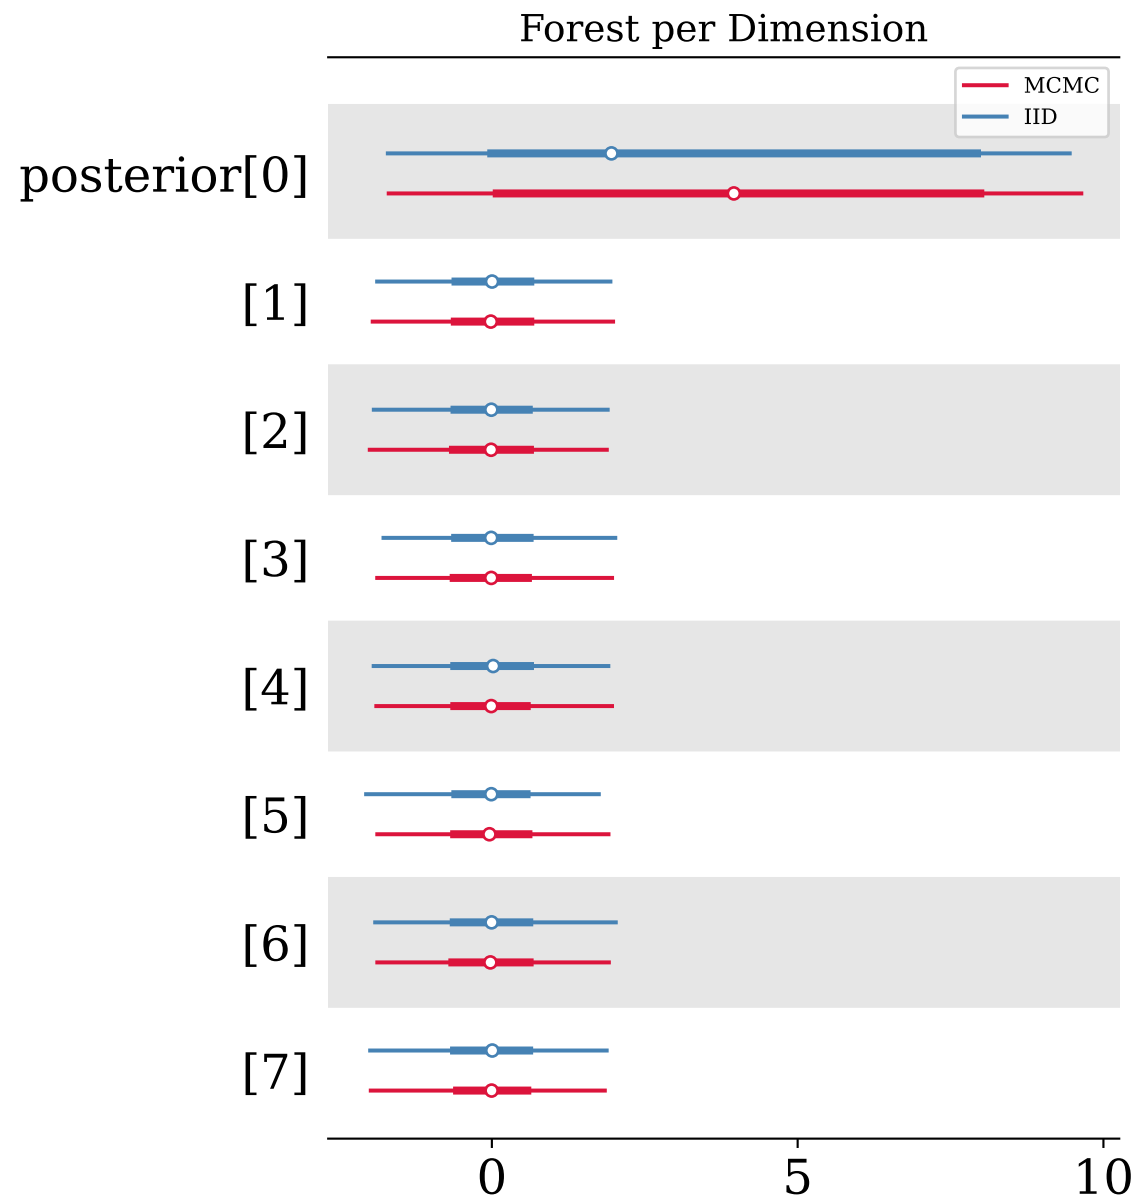 Forest per Dimension
MCMC
IID
posterior[0]
[1]
[2]
[3]
[4]
[5]
[6]
[7]
0 5 10